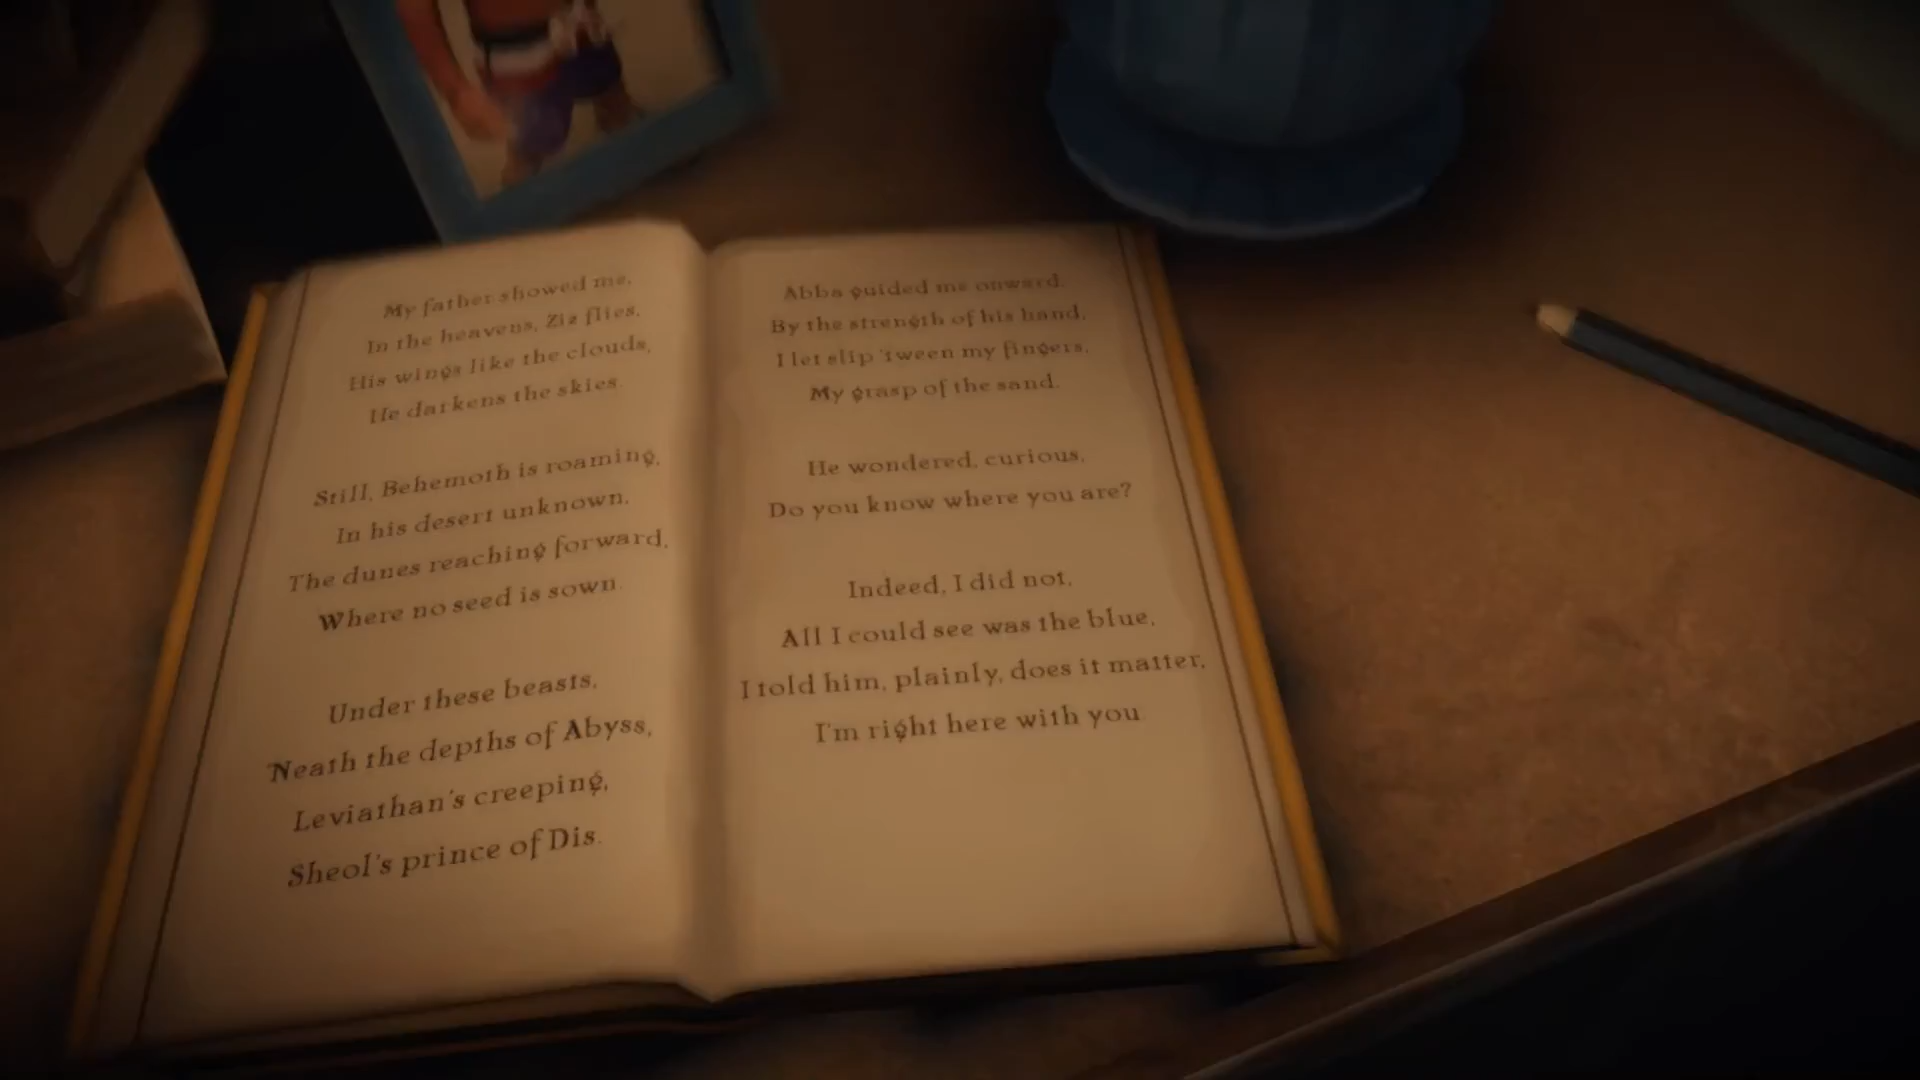 My father showed me,
In the heavens, Ziz flies,
His wings like the clouds,
He darkens the skies.
Still, Behemoth is roaming,
In his desert unknown,
The dunes reaching forward,
Where no seed is sown.
Under these beasts,
'Neath the depths of Abyss,
Leviathan's creeping,
Sheol's prince of Dis.
Abba guided me onward.
By the strength of his hand,
I let slip 'tween my fingers,
My grasp of the sand.
He wondered, curious,
Do you know where you are?
Indeed, I did not,
All I could see was the blue,
I told him, plainly, does it matter,
I'm right here with you